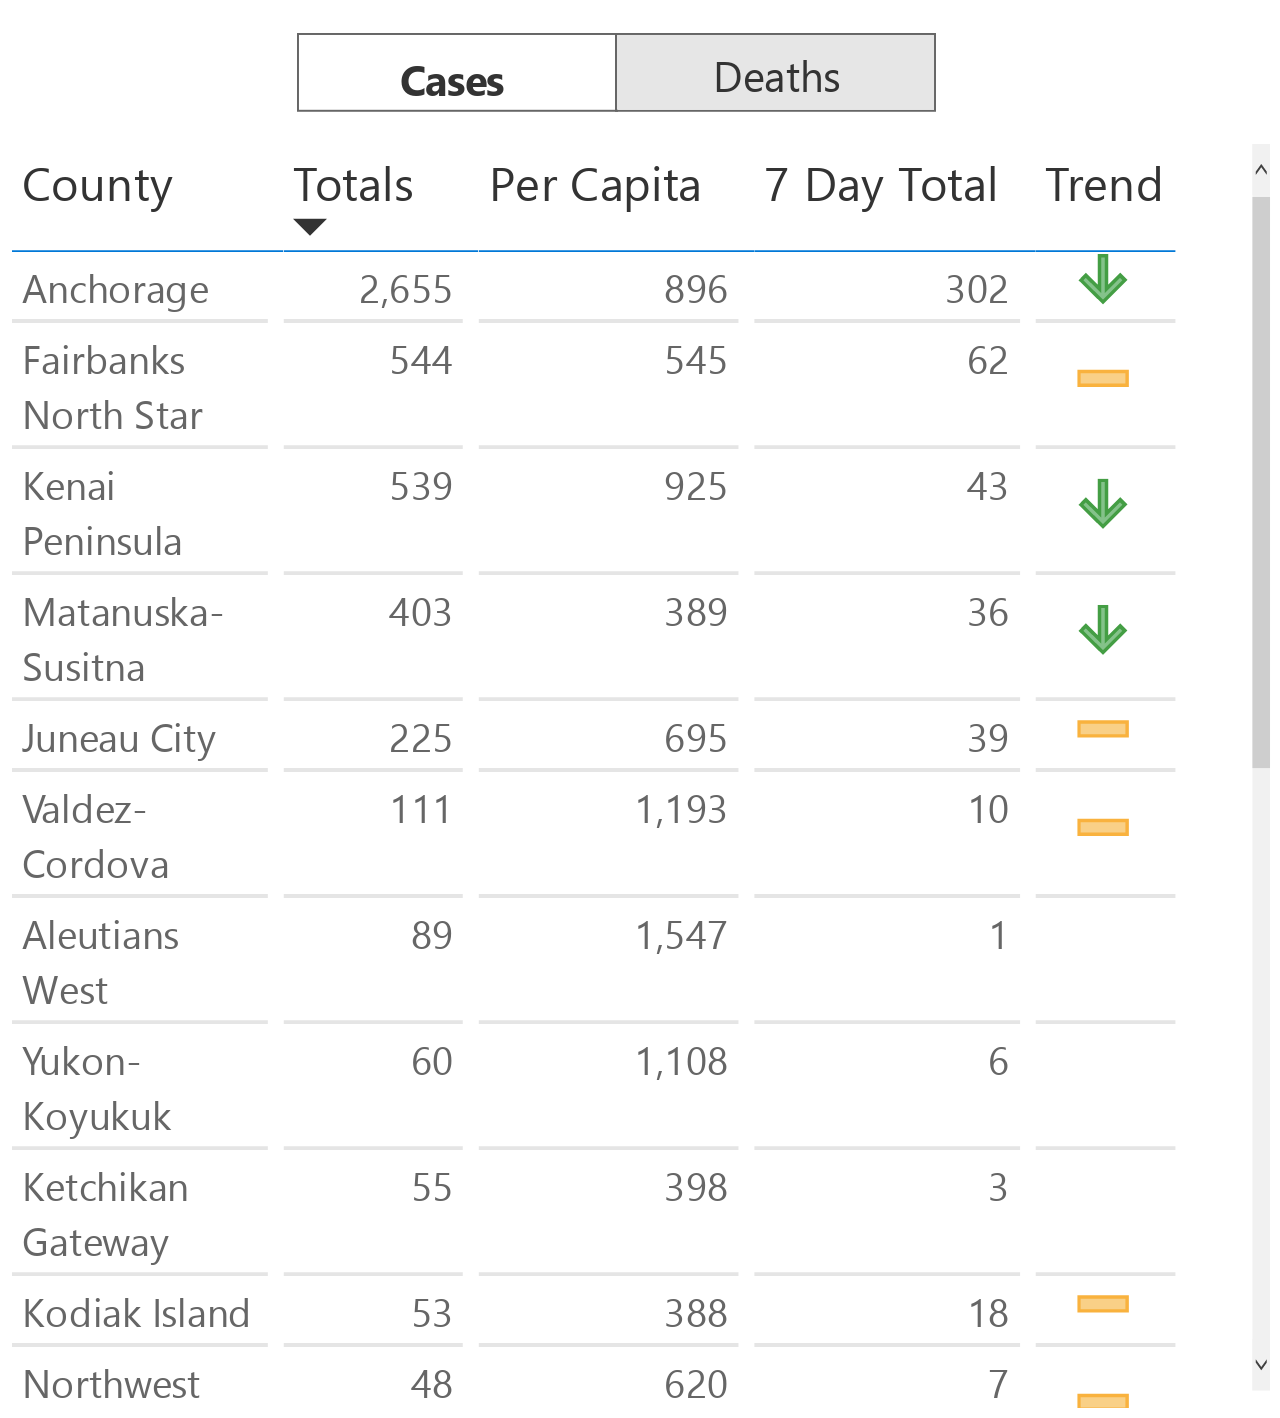 Cases Deaths
County Totals Per Capita 7 Day Total Trend
Anchorage 2,655 896 302
Fairbanks 544 545 62
North Star
Kenai 539 925 43
Peninsula
Matanuska- 403 389 36
Susitna
Juneau City 225 695 39
Valdez- 111 1,193 10
Cordova
Aleutians 89 1,547 1
West
Yukon- 60 1,108 6
Koyukuk
Ketchikan 55 398 3
Gateway
Kodiak Island 53 388 18
Northwest 48 620 7